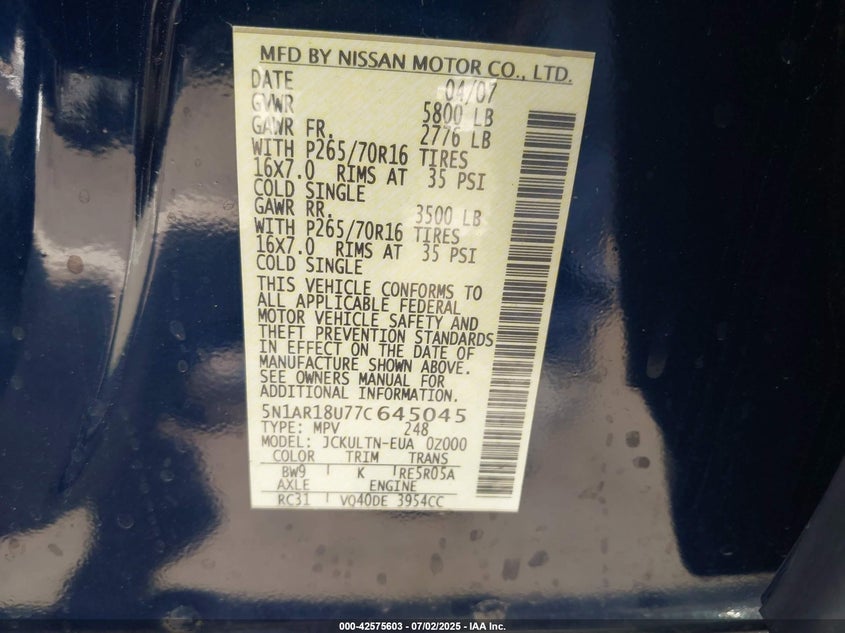 MFD BY NISSAN MOTOR CO., LTD.
DATE 04/07
GVWR 5800 LB
GAWR FR. 2776 LB
WITH P265/70R16 TIRES
16X7.0 RIMS AT 35 PSI
COLD SINGLE
GAWR RR. 3500 LB
WITH P265/70R16 TIRES
16X7.0 RIMS AT 35 PSI
COLD SINGLE
THIS VEHICLE CONFORMS TO
ALL APPLICABLE FEDERAL
MOTOR VEHICLE SAFETY AND
THEFT PREVENTION STANDARDS
IN EFFECT ON THE DATE OF
MANUFACTURE SHOWN ABOVE.
SEE OWNERS MANUAL FOR
ADDITIONAL INFORMATION.
5N1AR18U77C645045
TYPE: MPV 248
MODEL: JCKULTN-EUA 0Z000
COLOR TRIM TRANS
BW9 K RE5R05A
AXLE ENGINE
RC31 VQ40DE 3954CC
000-42575603 - 07/02/2025 - IAA Inc.